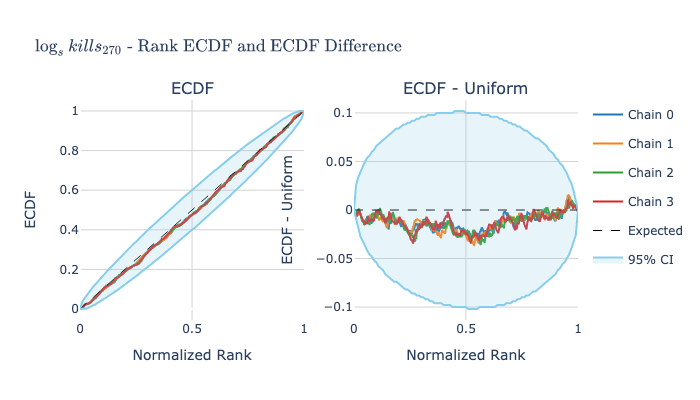 log_s kills_270 - Rank ECDF and ECDF Difference
ECDF
ECDF
1
0.8
0.6
0.4
0.2
0
0
0.5
1
Normalized Rank
ECDF - Uniform
ECDF - Uniform
0.1
0.05
0
−0.05
−0.1
0
0.5
1
Normalized Rank
Chain 0
Chain 1
Chain 2
Chain 3
Expected
95% CI